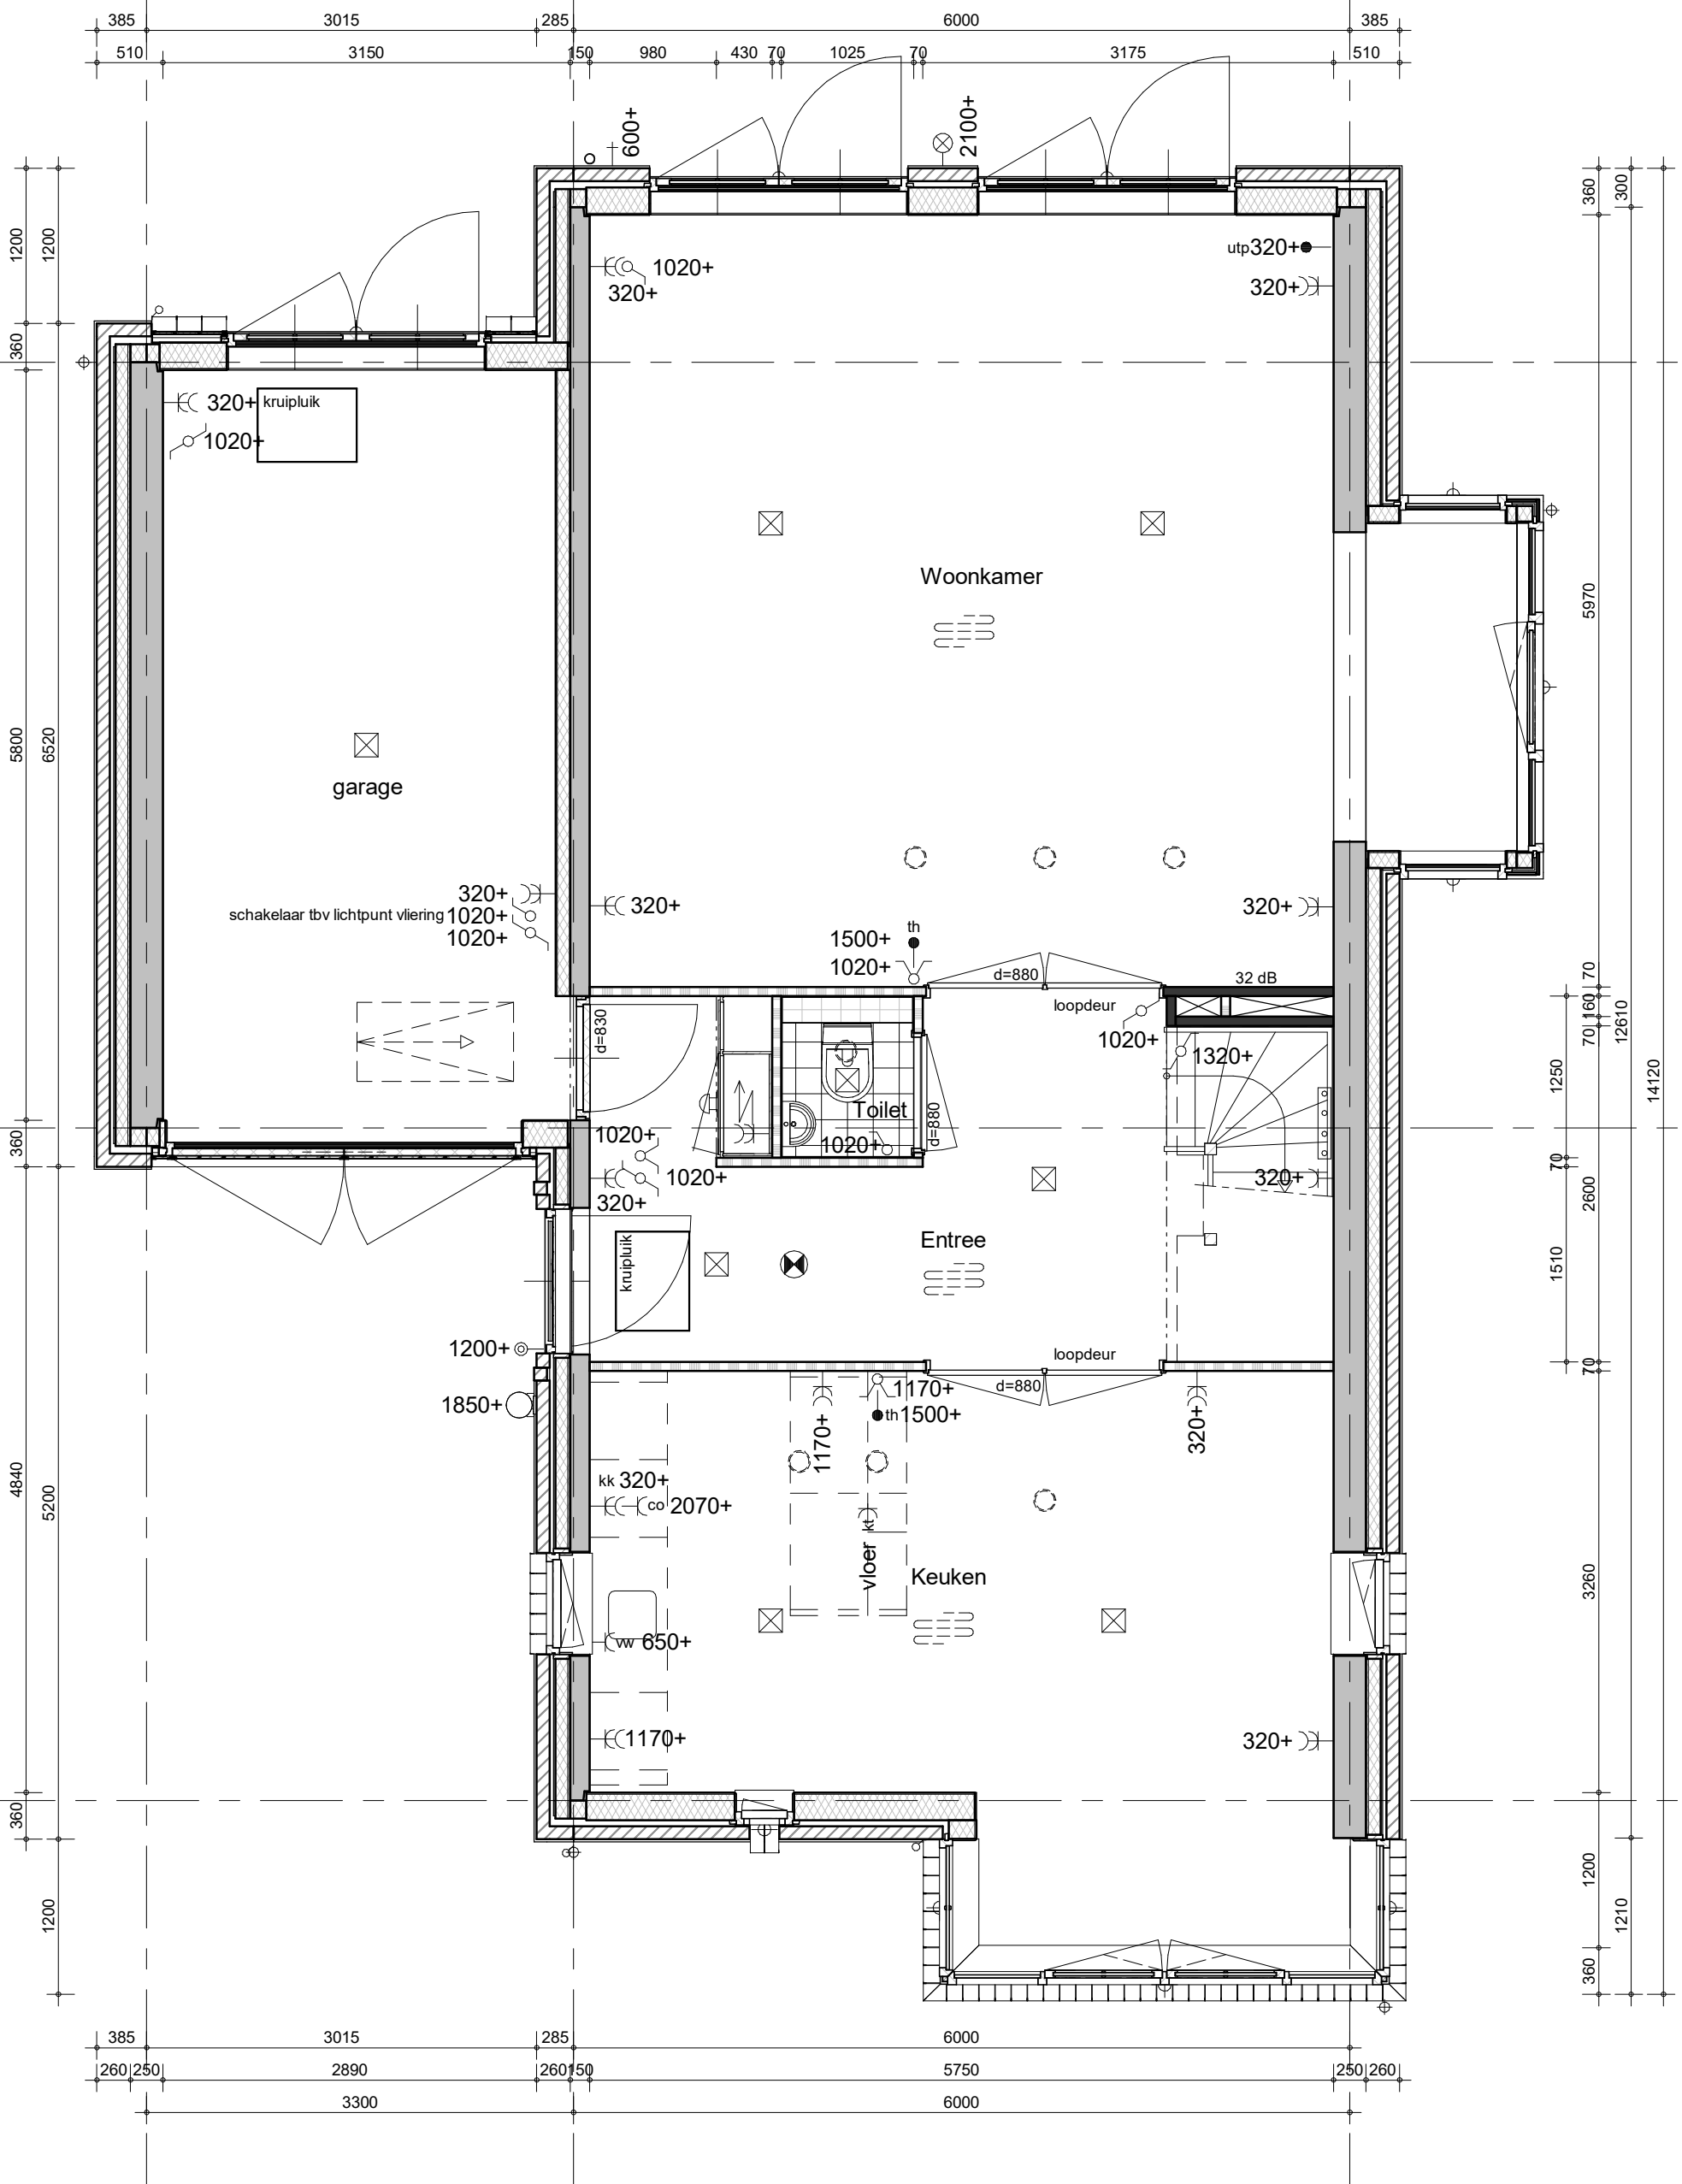 385 3015 285 6000 385
510 3150 150 980 430 70 1025 70 3175 510
600+
2100+
360
300
1200
1200
utp320+
1020+
320+
320+
360
320+ kruipluik
1020+
Woonkamer
5970
5800
6520
garage
320+
schakelaar tbv lichtpunt vliering 1020+
1020+
320+
320+
th
1500+
1020+
d=880
32 dB
loopdeur
70
160
70
12610
14120
d=830
1020+
1320+
1250
Toilet
d=880
1020+
1020+
360
1020+
320+
320+
70
2600
Entree
kruipluik
1510
1200+
loopdeur
70
d=880
1170+
1850+
th1500+
1170+
320+
kk 320+
co 2070+
4840
5200
kt
vloer
Keuken
3260
vw 650+
1170+
320+
360
1200
1200
1210
360
385 3015 285 6000
260 250 2890 260 150 5750 250 260
3300 6000